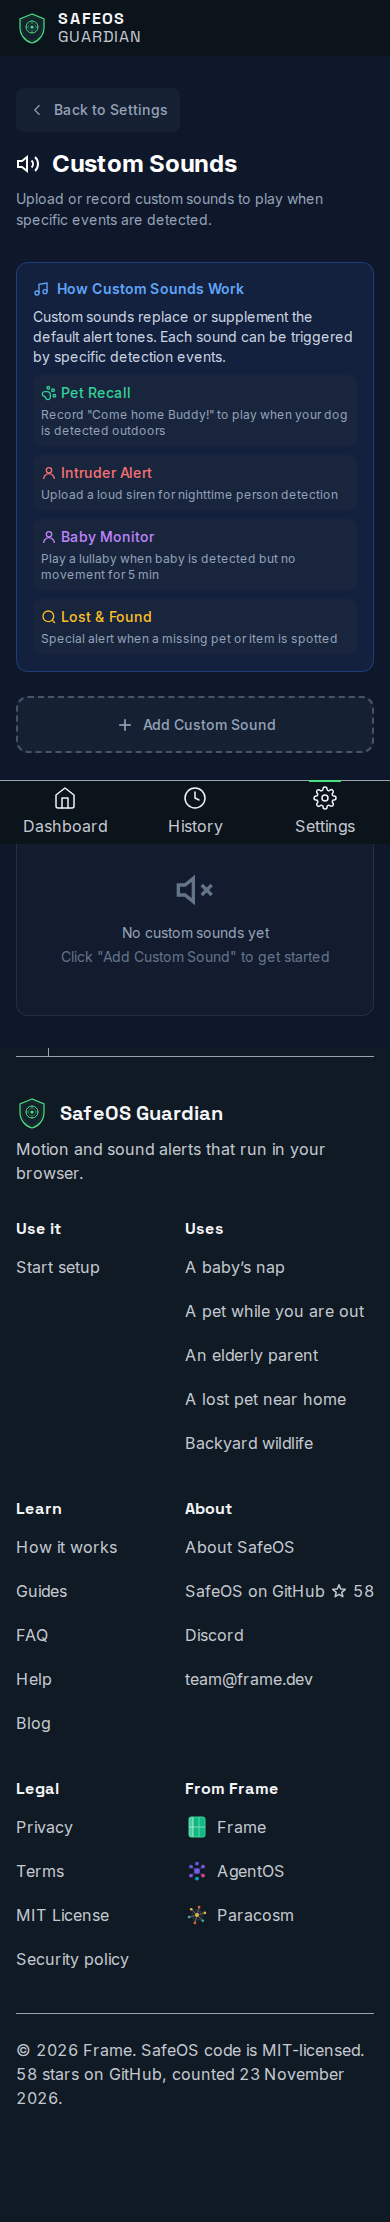 SAFEOS
GUARDIAN
Back to Settings
Custom Sounds
Upload or record custom sounds to play when
specific events are detected.
How Custom Sounds Work
Custom sounds replace or supplement the
default alert tones. Each sound can be triggered
by specific detection events.
Pet Recall
Record "Come home Buddy!" to play when your dog
is detected outdoors
Intruder Alert
Upload a loud siren for nighttime person detection
Baby Monitor
Play a lullaby when baby is detected but no
movement for 5 min
Lost & Found
Special alert when a missing pet or item is spotted
Add Custom Sound
Dashboard
History
Settings
No custom sounds yet
Click "Add Custom Sound" to get started
SafeOS Guardian
Motion and sound alerts that run in your
browser.
Use it
Start setup
Uses
A baby’s nap
A pet while you are out
An elderly parent
A lost pet near home
Backyard wildlife
Learn
How it works
Guides
FAQ
Help
Blog
About
About SafeOS
SafeOS on GitHub ☆ 58
Discord
team@frame.dev
Legal
Privacy
Terms
MIT License
Security policy
From Frame
Frame
AgentOS
Paracosm
© 2026 Frame. SafeOS code is MIT-licensed.
58 stars on GitHub, counted 23 November
2026.